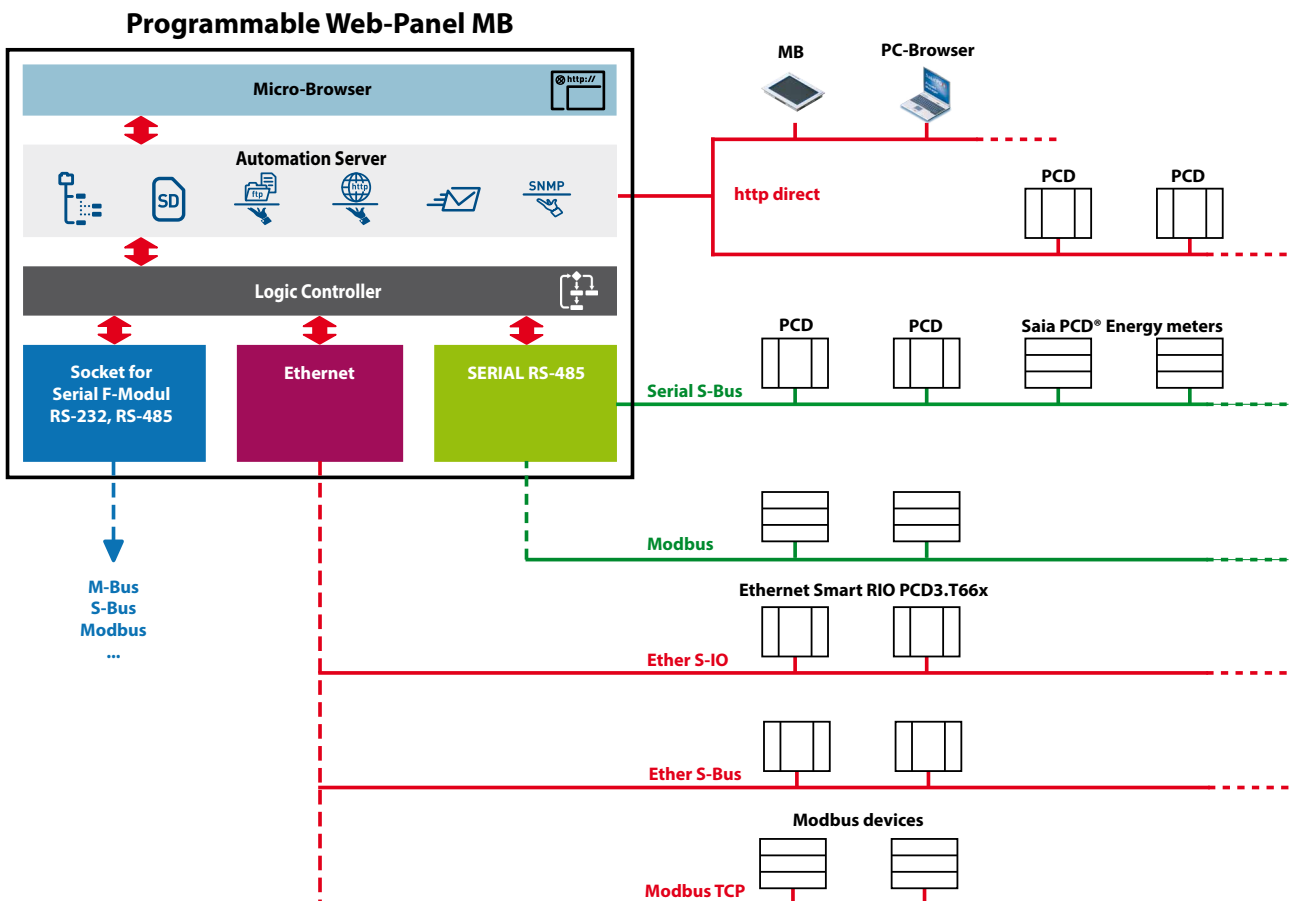 Programmable Web-Panel MB
Micro-Browser
http://
Automation Server
SD
ftp
http
SNMP
Logic Controller
Socket for
Serial F-Modul
RS-232, RS-485
Ethernet
SERIAL RS-485
M-Bus
S-Bus
Modbus
...
MB
PC-Browser
http direct
PCD
PCD
PCD
PCD
Saia PCD® Energy meters
Serial S-Bus
Modbus
Ethernet Smart RIO PCD3.T66x
Ether S-IO
Ether S-Bus
Modbus devices
Modbus TCP